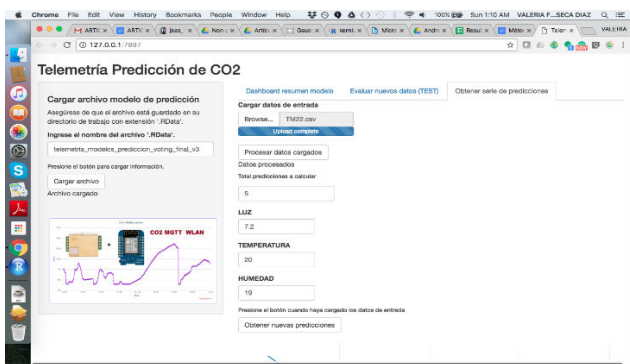 Chrome File Edit View History Bookmarks People Window Help 100% Sun 1:10 AM VALERIA F...SECA DIAZ
VALERIA
127.0.0.1:7897
Telemetría Predicción de CO2
Cargar archivo modelo de predicción
Asegúrese de que el archivo está guardado en su
directorio de trabajo con extensión '.RData'.
Ingrese el nombre del archivo '.RData'.
telemetria_modelos_prediccion_voting_final_v3
Presione el botón para cargar información.
Cargar archivo
Archivo cargado
CO2 MQTT WLAN
Dashboard resumen modelo
Evaluar nuevos datos (TEST)
Obtener serie de predicciones
Cargar datos de entrada
Browse... TM22.csv
Upload complete
Procesar datos cargados
Datos procesados
Total predicciones a calcular
5
LUZ
7.2
TEMPERATURA
20
HUMEDAD
19
Presione el botón cuando haya cargado los datos de entrada
Obtener nuevas predicciones